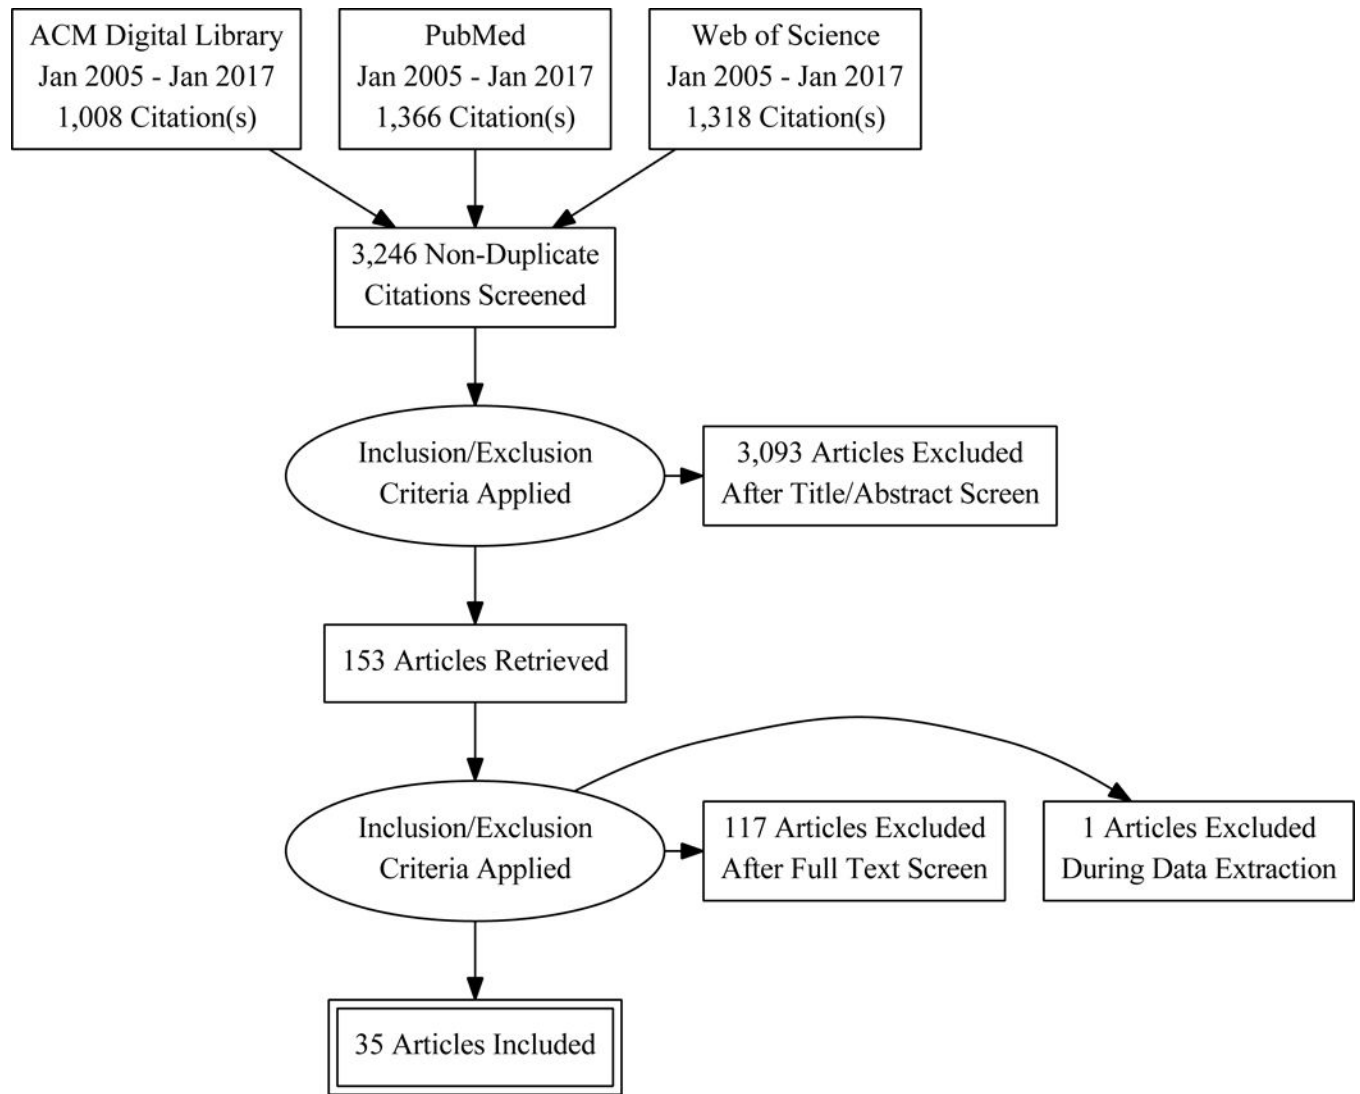 ACM Digital Library
Jan 2005 - Jan 2017
1,008 Citation(s)
PubMed
Jan 2005 - Jan 2017
1,366 Citation(s)
Web of Science
Jan 2005 - Jan 2017
1,318 Citation(s)
3,246 Non-Duplicate
Citations Screened
Inclusion/Exclusion
Criteria Applied
3,093 Articles Excluded
After Title/Abstract Screen
153 Articles Retrieved
Inclusion/Exclusion
Criteria Applied
117 Articles Excluded
After Full Text Screen
1 Articles Excluded
During Data Extraction
35 Articles Included